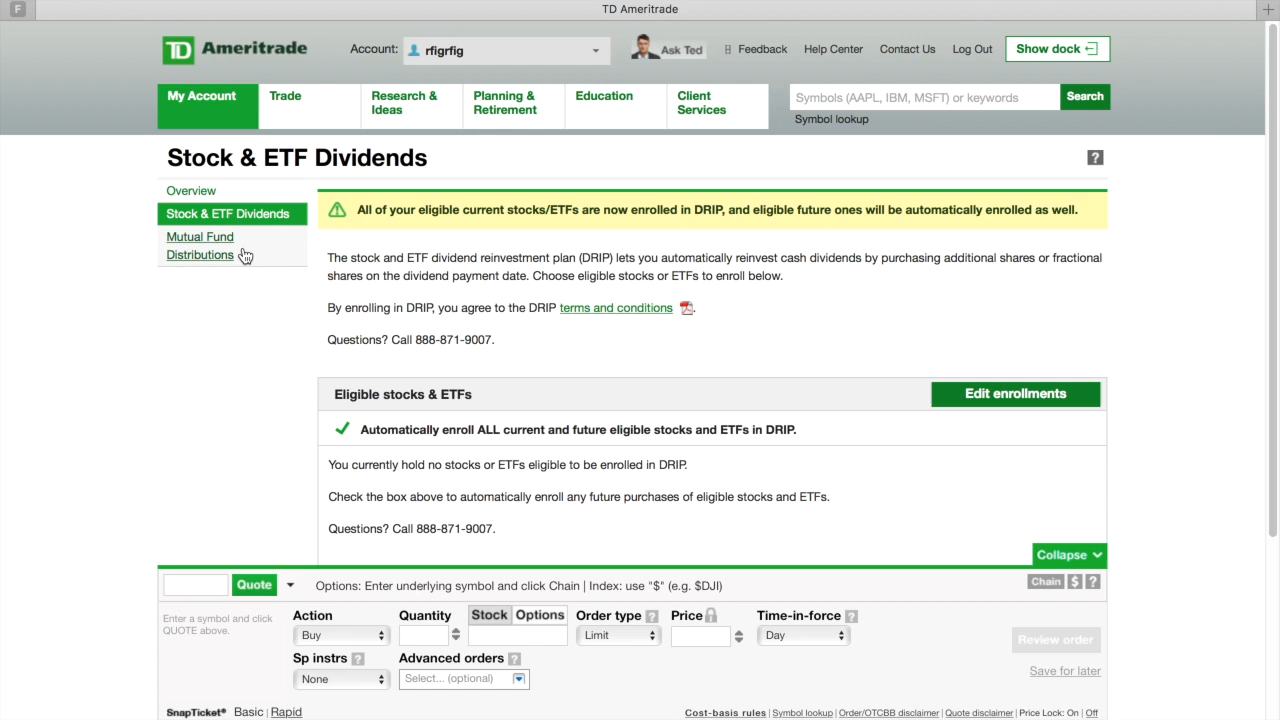 F
TD Ameritrade
TD Ameritrade
Account: rfigrfig
Ask Ted
Feedback
Help Center
Contact Us
Log Out
Show dock
My Account
Trade
Research &
Ideas
Planning &
Retirement
Education
Client
Services
Symbols (AAPL, IBM, MSFT) or keywords
Search
Symbol lookup
Stock & ETF Dividends
?
Overview
Stock & ETF Dividends
Mutual Fund
Distributions
All of your eligible current stocks/ETFs are now enrolled in DRIP, and eligible future ones will be automatically enrolled as well.
The stock and ETF dividend reinvestment plan (DRIP) lets you automatically reinvest cash dividends by purchasing additional shares or fractional
shares on the dividend payment date. Choose eligible stocks or ETFs to enroll below.
By enrolling in DRIP, you agree to the DRIP terms and conditions .
Questions? Call 888-871-9007.
Eligible stocks & ETFs
Edit enrollments
Automatically enroll ALL current and future eligible stocks and ETFs in DRIP.
You currently hold no stocks or ETFs eligible to be enrolled in DRIP.
Check the box above to automatically enroll any future purchases of eligible stocks and ETFs.
Questions? Call 888-871-9007.
Collapse
Quote
Options: Enter underlying symbol and click Chain | Index: use "$" (e.g. $DJI)
Chain $ ?
Enter a symbol and click
QUOTE above.
Action
Quantity
Stock Options
Order type ?
Price
Time-in-force ?
Buy
Limit
Day
Review order
Sp instrs ?
Advanced orders ?
None
Select... (optional)
Save for later
SnapTicket® Basic | Rapid
Cost-basis rules | Symbol lookup | Order/OTCBB disclaimer | Quote disclaimer | Price Lock: On | Off